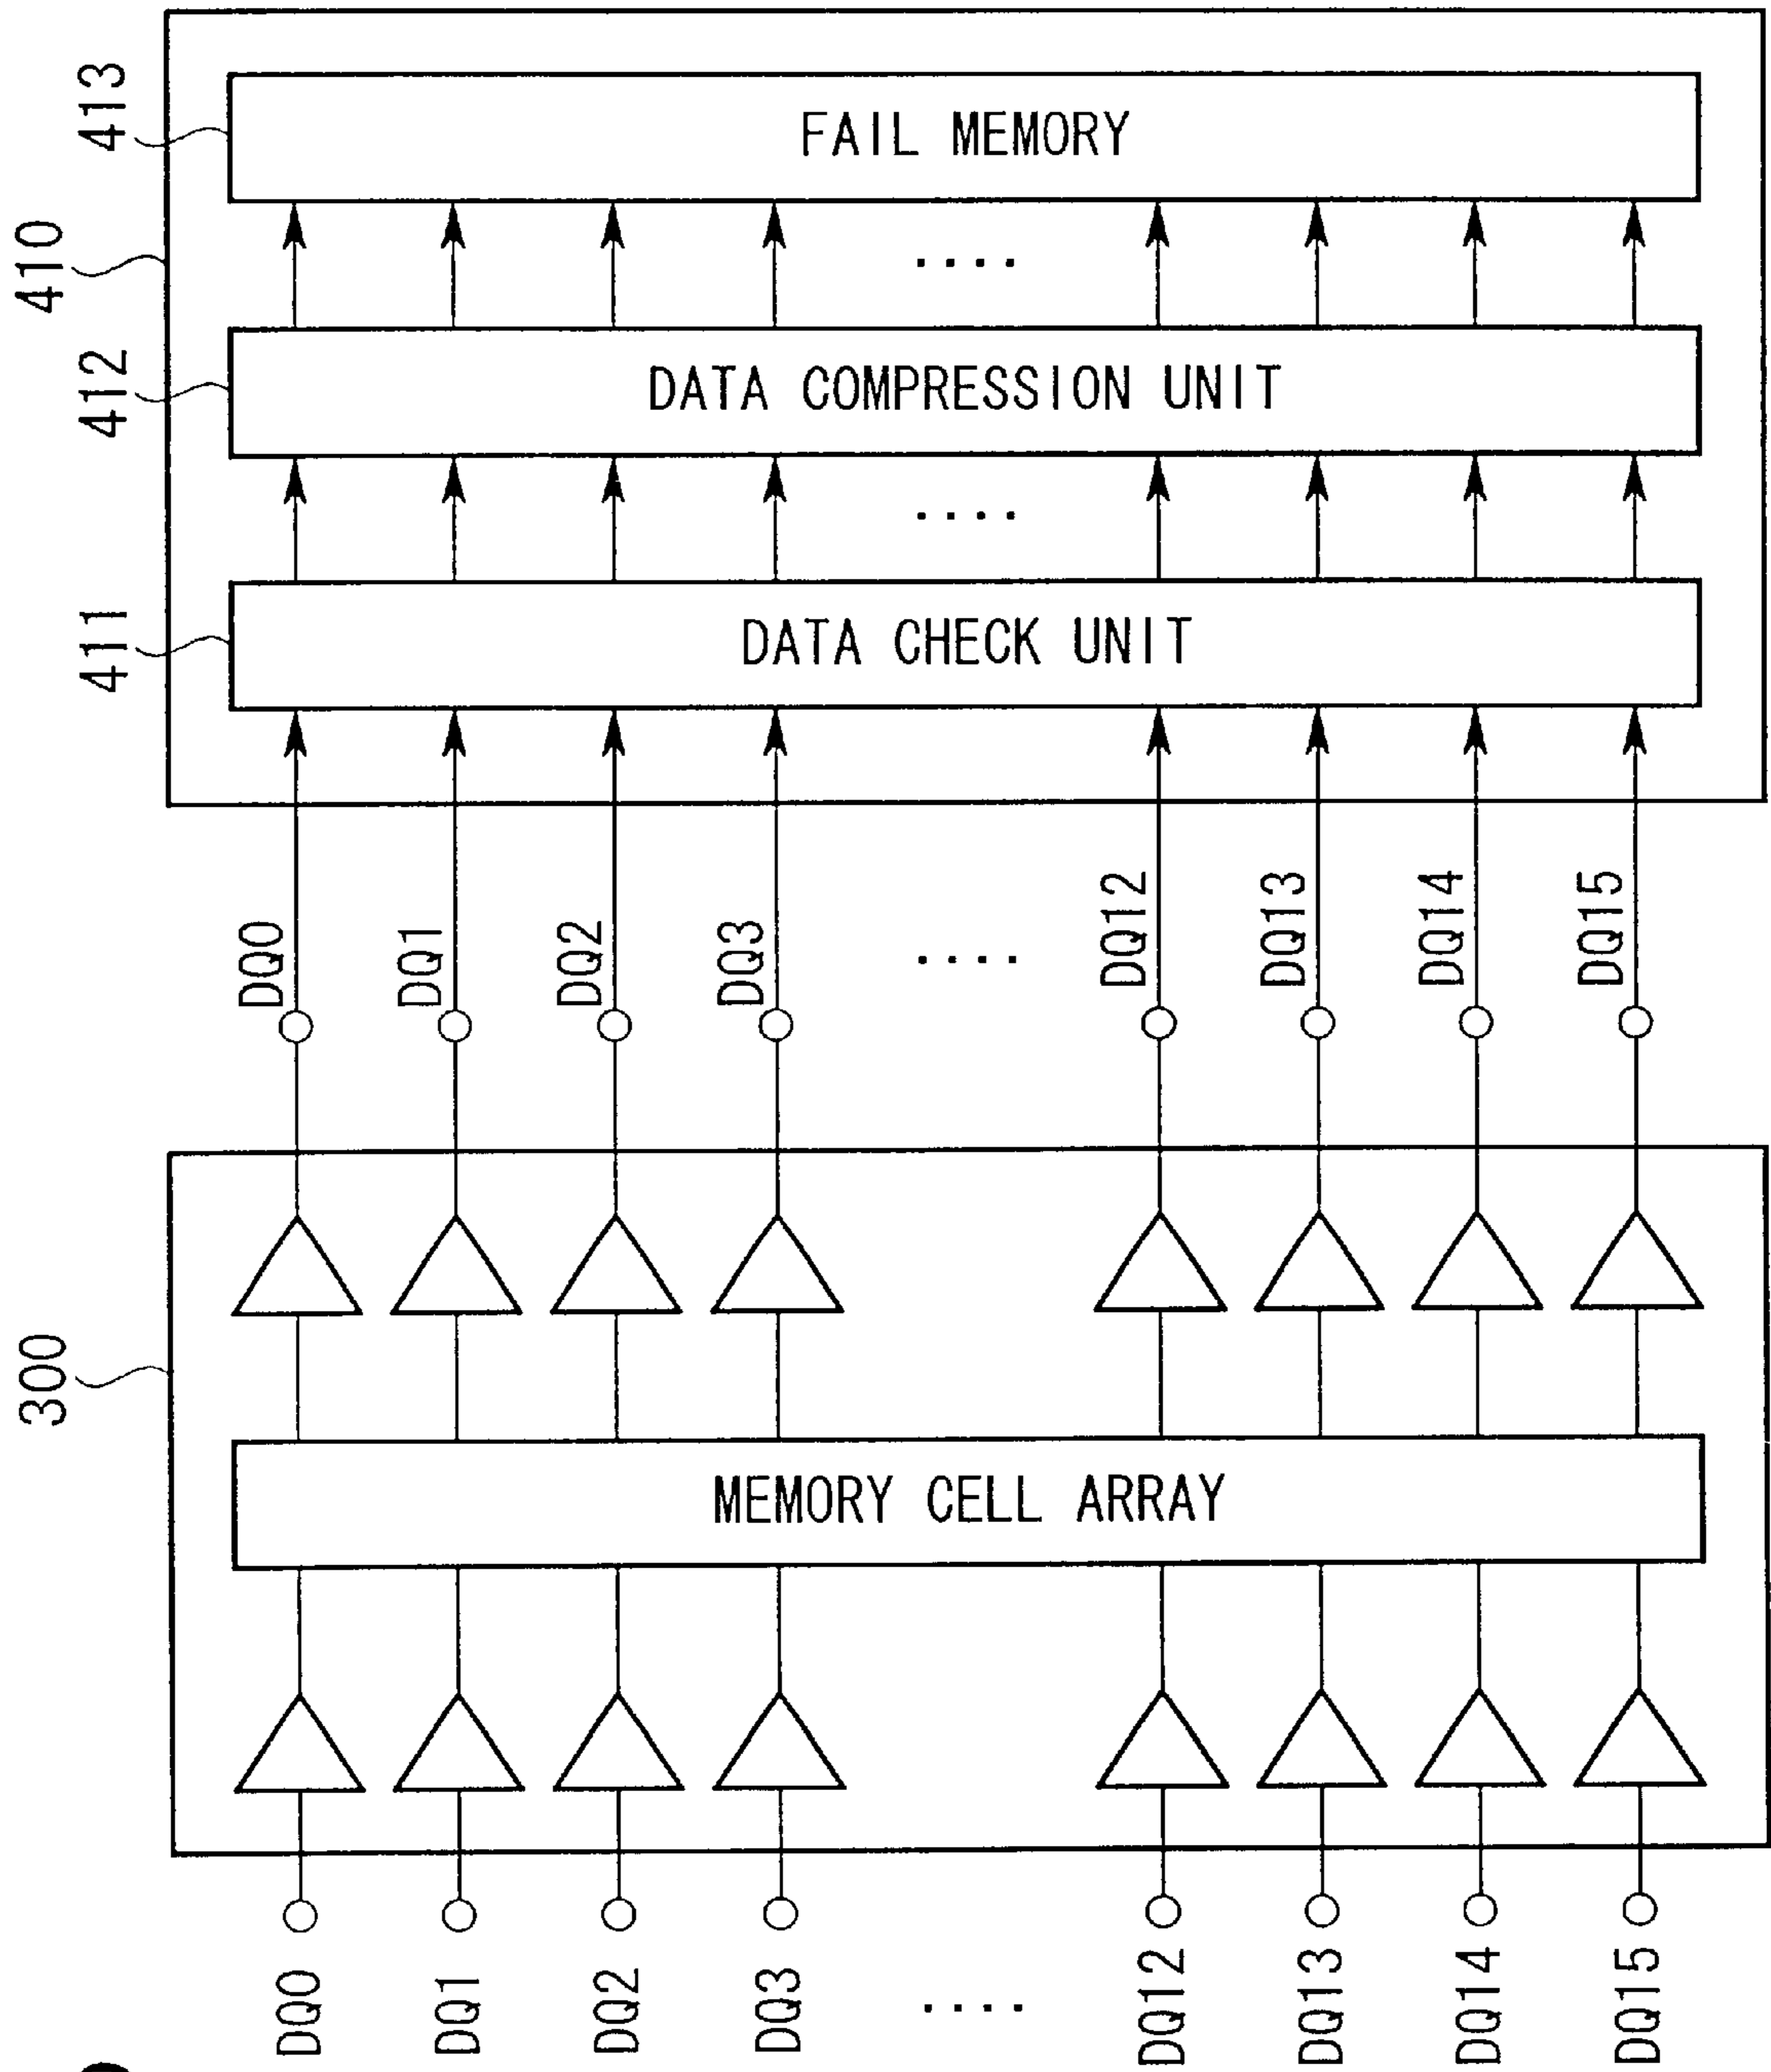 300
410
DQ0
DQ1
DQ2
DQ3
....
DQ12
DQ13
DQ14
DQ15
MEMORY CELL ARRAY
DQ0
DQ1
DQ2
DQ3
....
DQ12
DQ13
DQ14
DQ15
411
DATA CHECK UNIT
....
412
DATA COMPRESSION UNIT
....
413
FAIL MEMORY